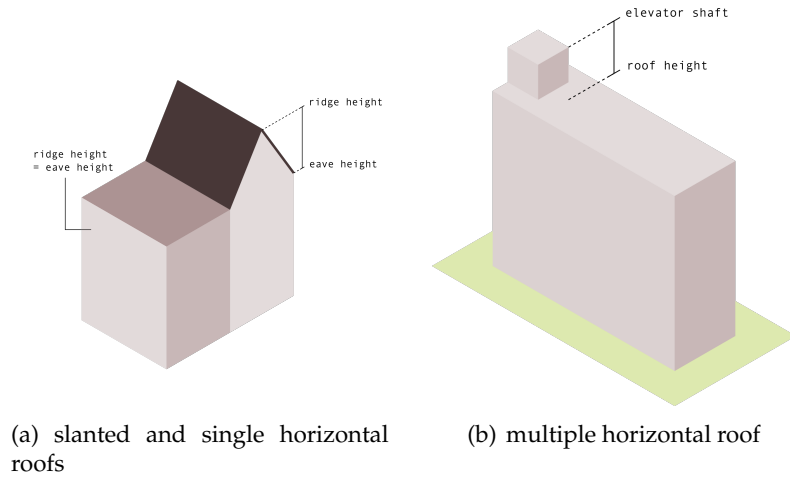 ridge height
eave height
ridge height
= eave height
elevator shaft
roof height
(a) slanted and single horizontal
roofs
(b) multiple horizontal roof